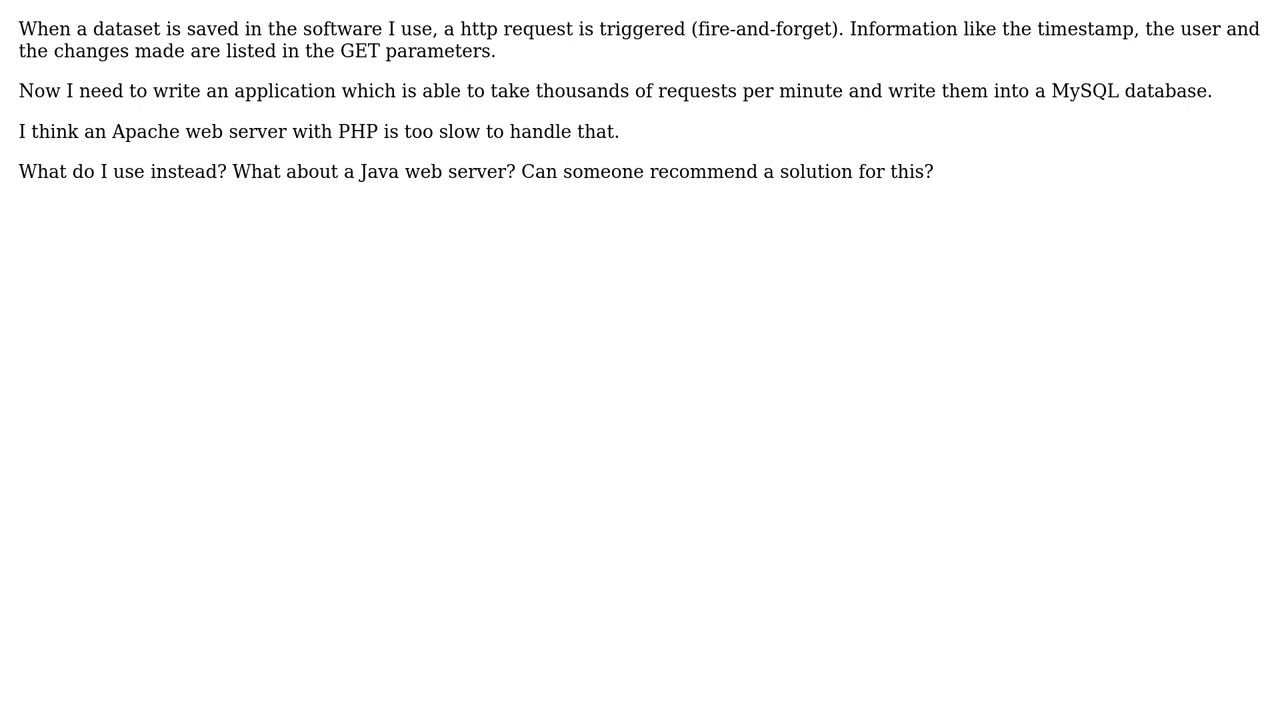 When a dataset is saved in the software I use, a http request is triggered (fire-and-forget). Information like the timestamp, the user and
the changes made are listed in the GET parameters.
Now I need to write an application which is able to take thousands of requests per minute and write them into a MySQL database.
I think an Apache web server with PHP is too slow to handle that.
What do I use instead? What about a Java web server? Can someone recommend a solution for this?